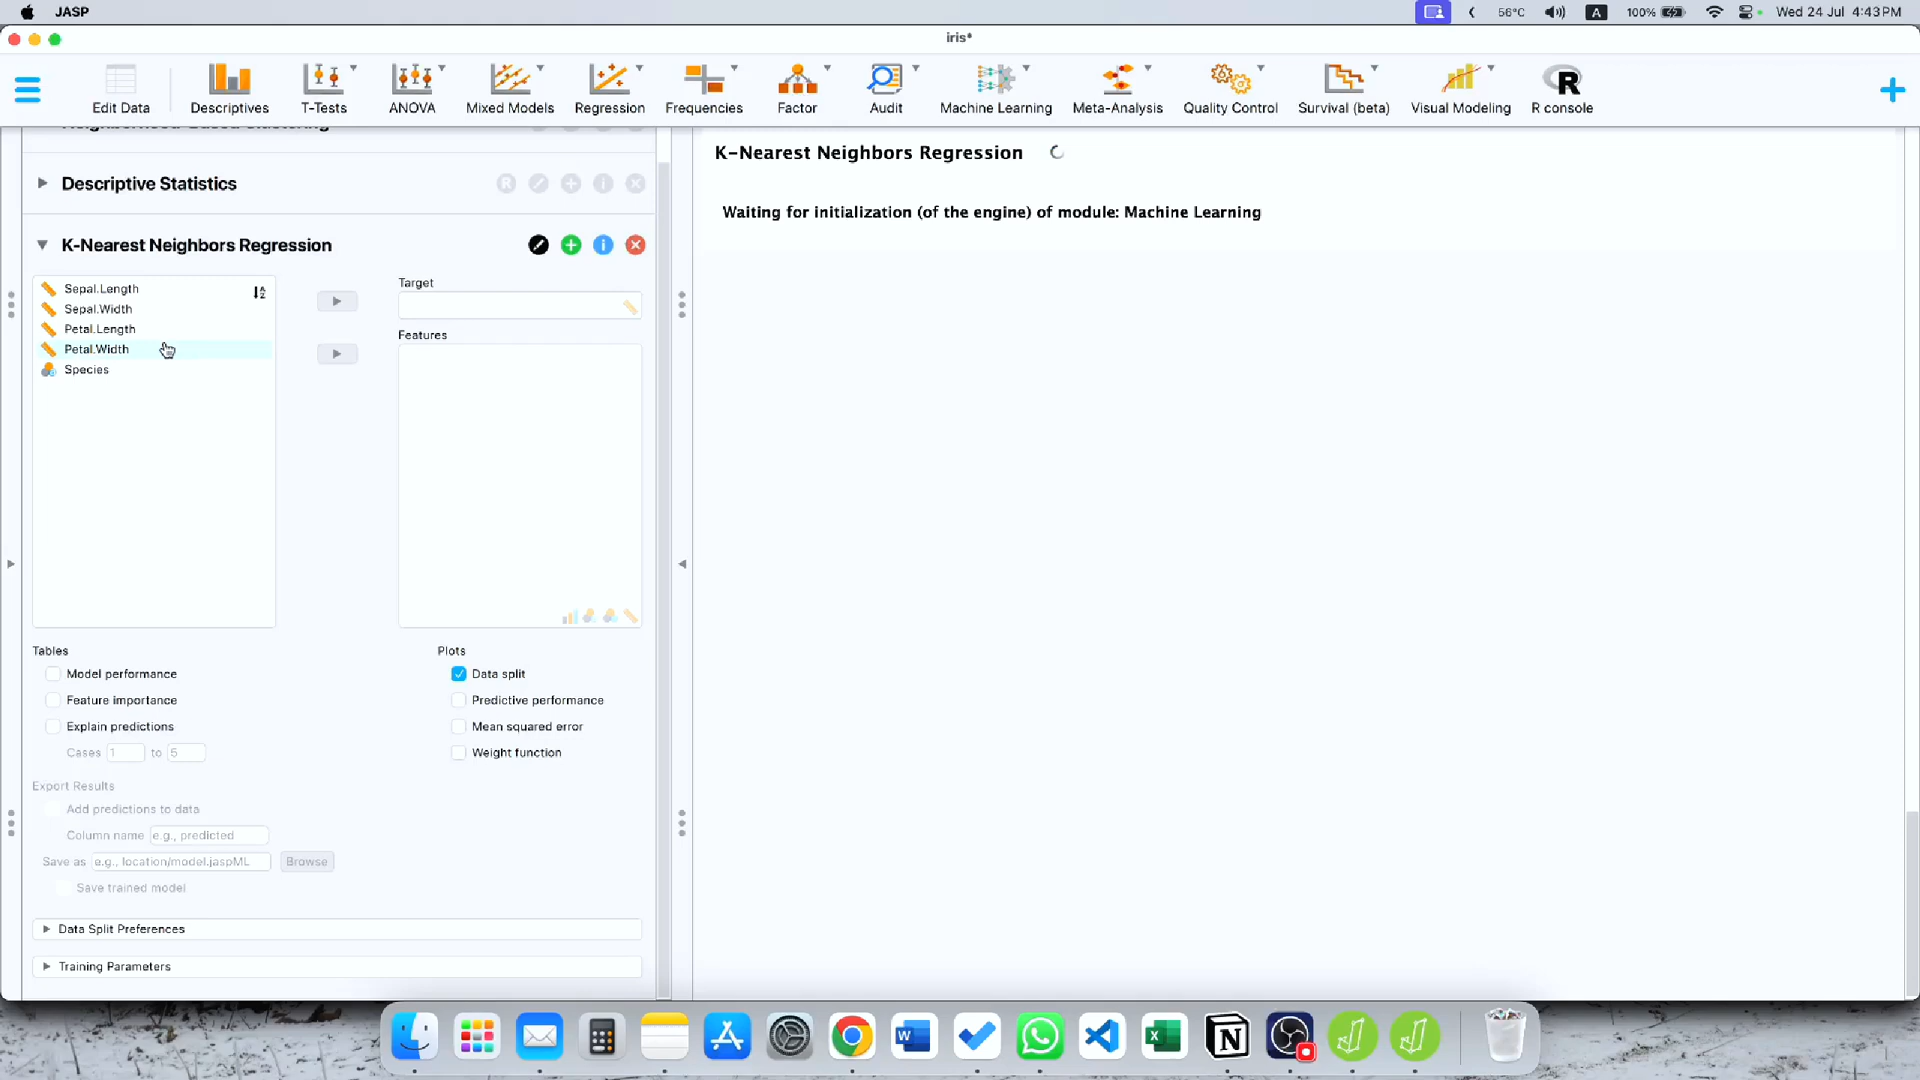 JASP
56°C
A
100%
Wed 24 Jul 4:43 PM
iris*
Edit Data
Descriptives
T-Tests
ANOVA
Mixed Models
Regression
Frequencies
Factor
Audit
Machine Learning
Meta-Analysis
Quality Control
Survival (beta)
Visual Modeling
R console
Neighborhood-Based Clustering
Descriptive Statistics
R
i
K-Nearest Neighbors Regression
i
Sepal.Length
Sepal.Width
Petal.Length
Petal.Width
Species
Target
Features
Tables
Model performance
Feature importance
Explain predictions
Cases 1 to 5
Plots
Data split
Predictive performance
Mean squared error
Weight function
Export Results
Add predictions to data
Column name e.g., predicted
Save as e.g., location/model.jaspML Browse
Save trained model
Data Split Preferences
Training Parameters
K-Nearest Neighbors Regression
Waiting for initialization (of the engine) of module: Machine Learning